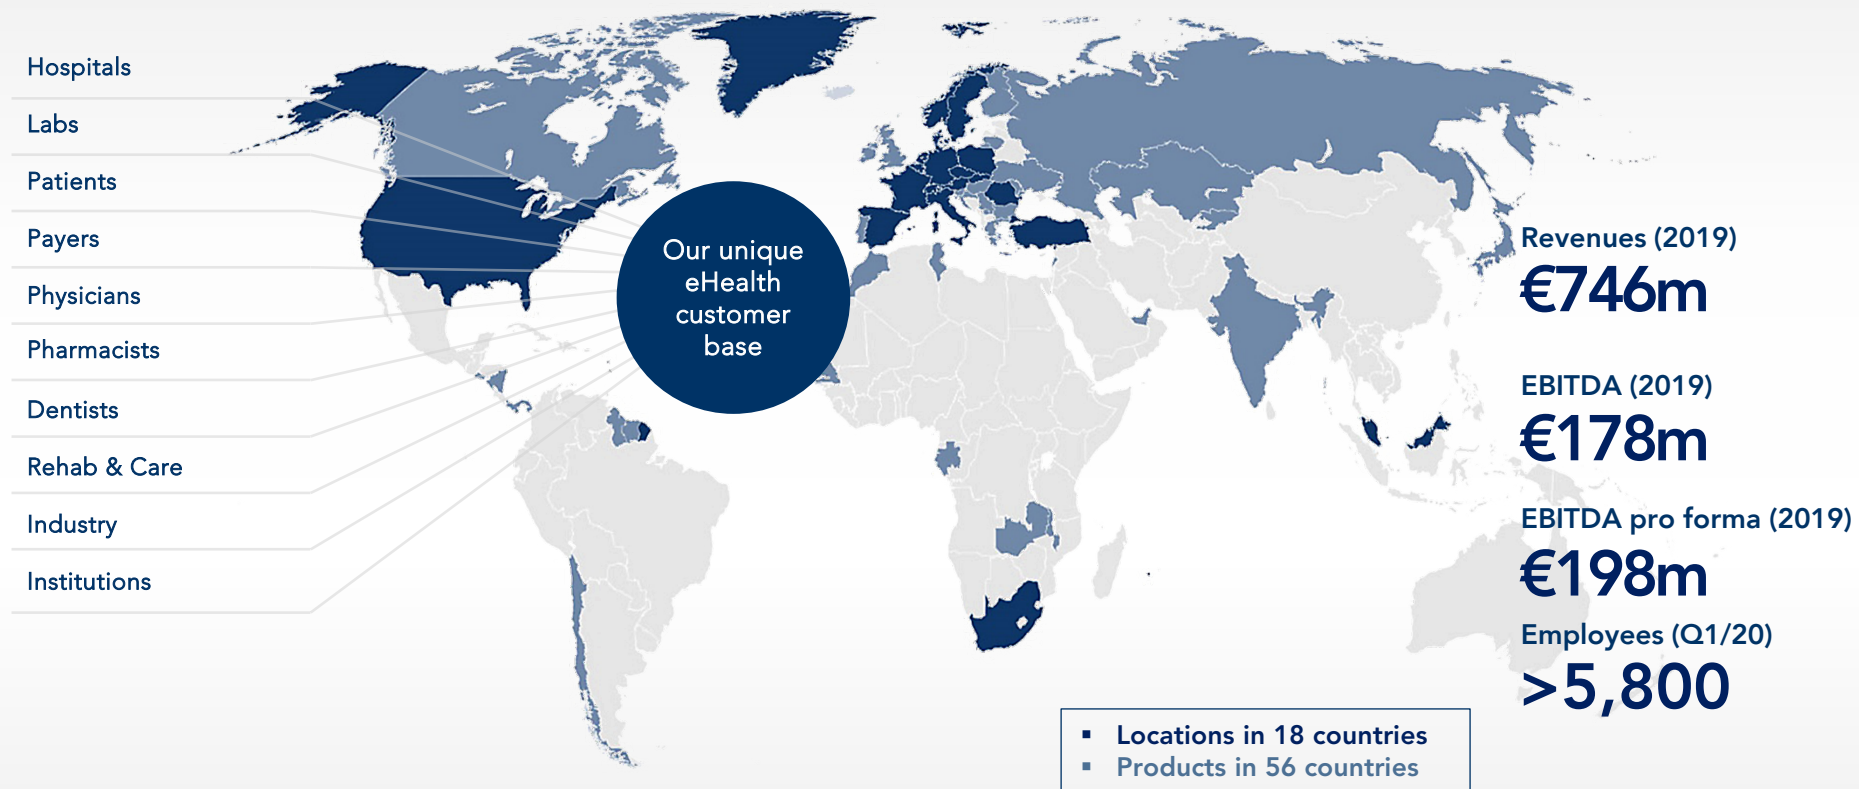 Hospitals
Labs
Patients
Payers
Physicians
Pharmacists
Dentists
Rehab & Care
Industry
Institutions
Our unique
eHealth
customer
base
Revenues (2019)
€746m
EBITDA (2019)
€178m
EBITDA pro forma (2019)
€198m
Employees (Q1/20)
>5,800
▪ Locations in 18 countries
▪ Products in 56 countries